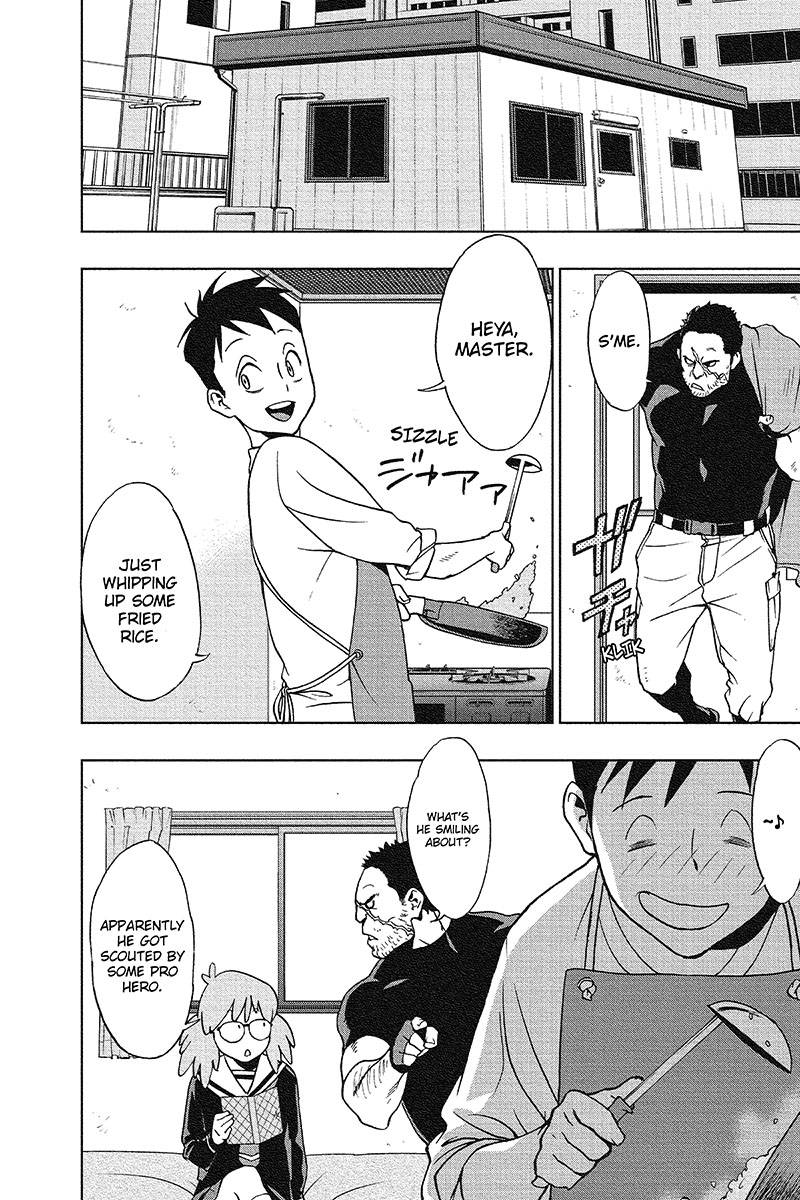 S'ME.
ガチャ
KLIK
HEYA,
MASTER.
SIZZLE
ジャアァ
JUST
WHIPPING
UP SOME
FRIED
RICE.
~♪
WHAT'S
HE SMILING
ABOUT?
APPARENTLY
HE GOT
SCOUTED BY
SOME PRO
HERO.